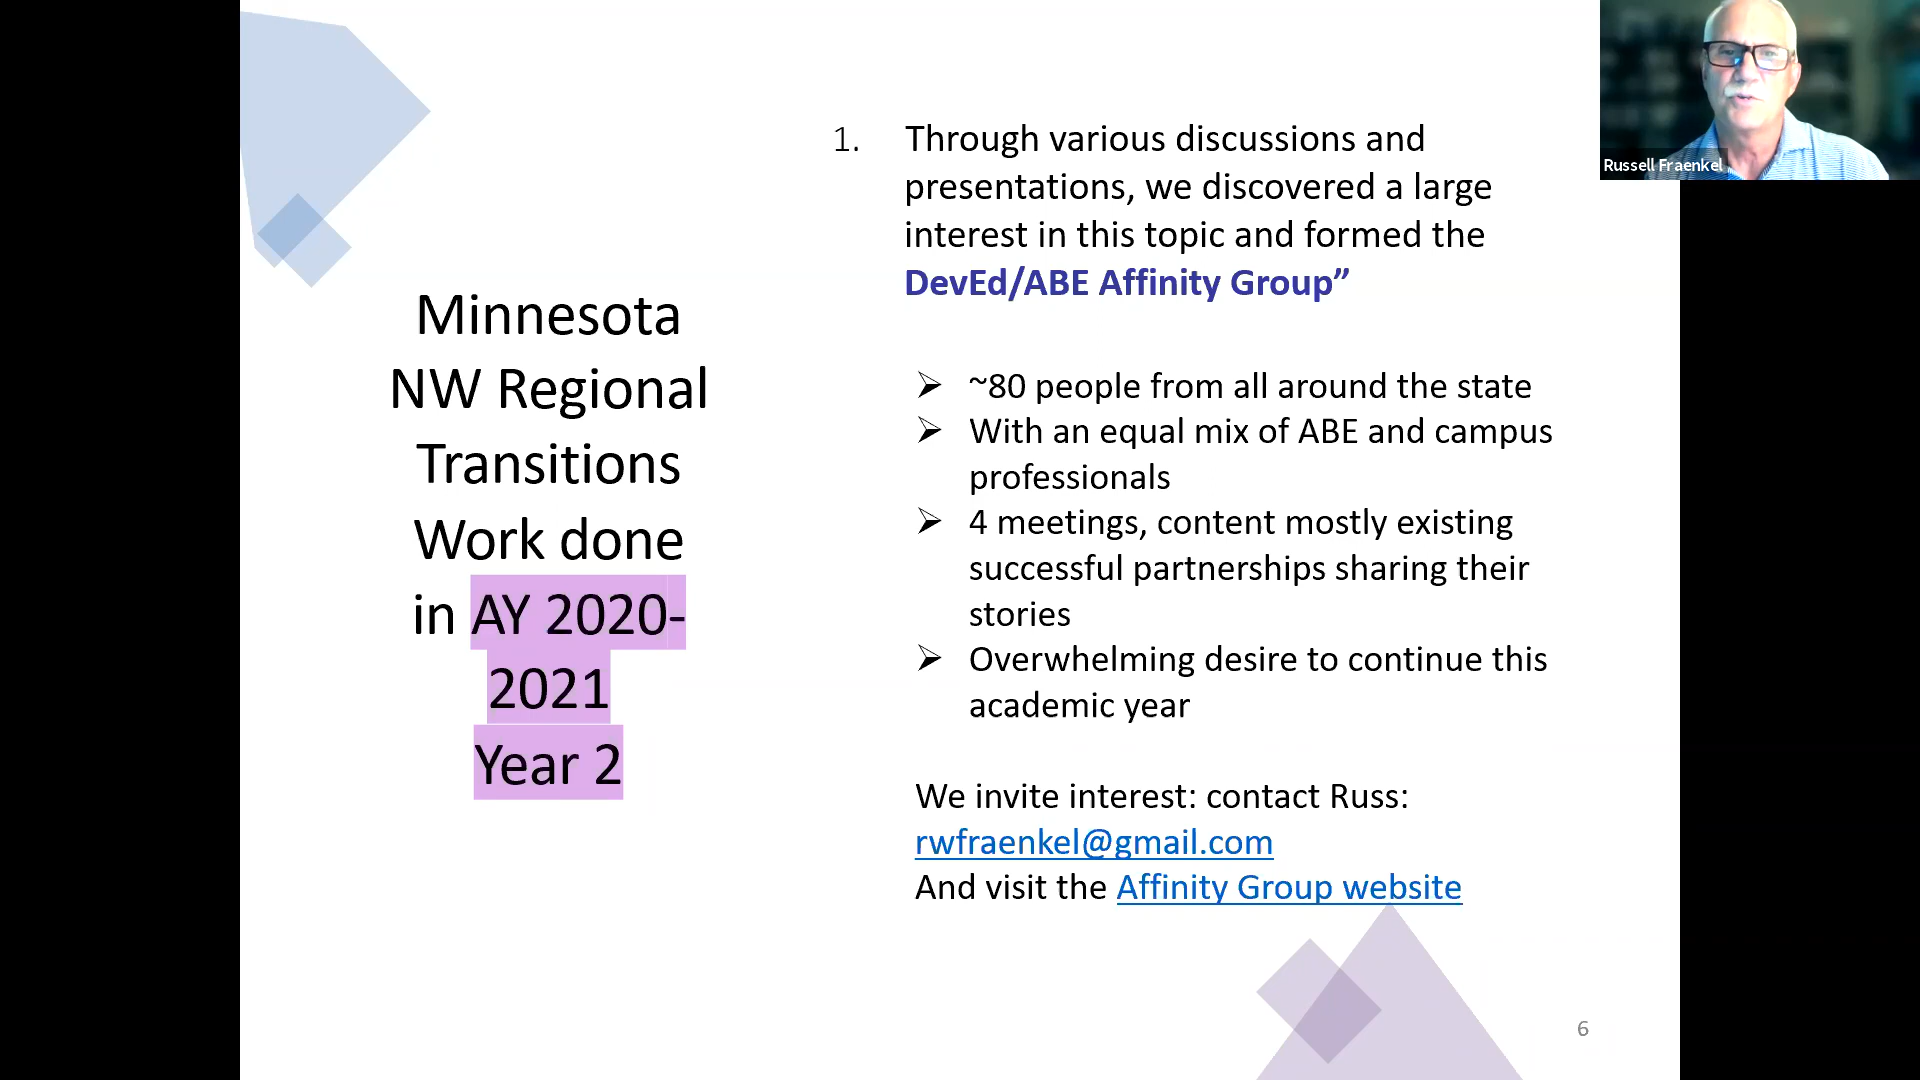 Minnesota
NW Regional
Transitions
Work done
in AY 2020-
2021
Year 2
1. Through various discussions and
presentations, we discovered a large
interest in this topic and formed the
DevEd/ABE Affinity Group”
➢ ~80 people from all around the state
➢ With an equal mix of ABE and campus
professionals
➢ 4 meetings, content mostly existing
successful partnerships sharing their
stories
➢ Overwhelming desire to continue this
academic year
We invite interest: contact Russ:
rwfraenkel@gmail.com
And visit the Affinity Group website
6
Russell Fraenkel